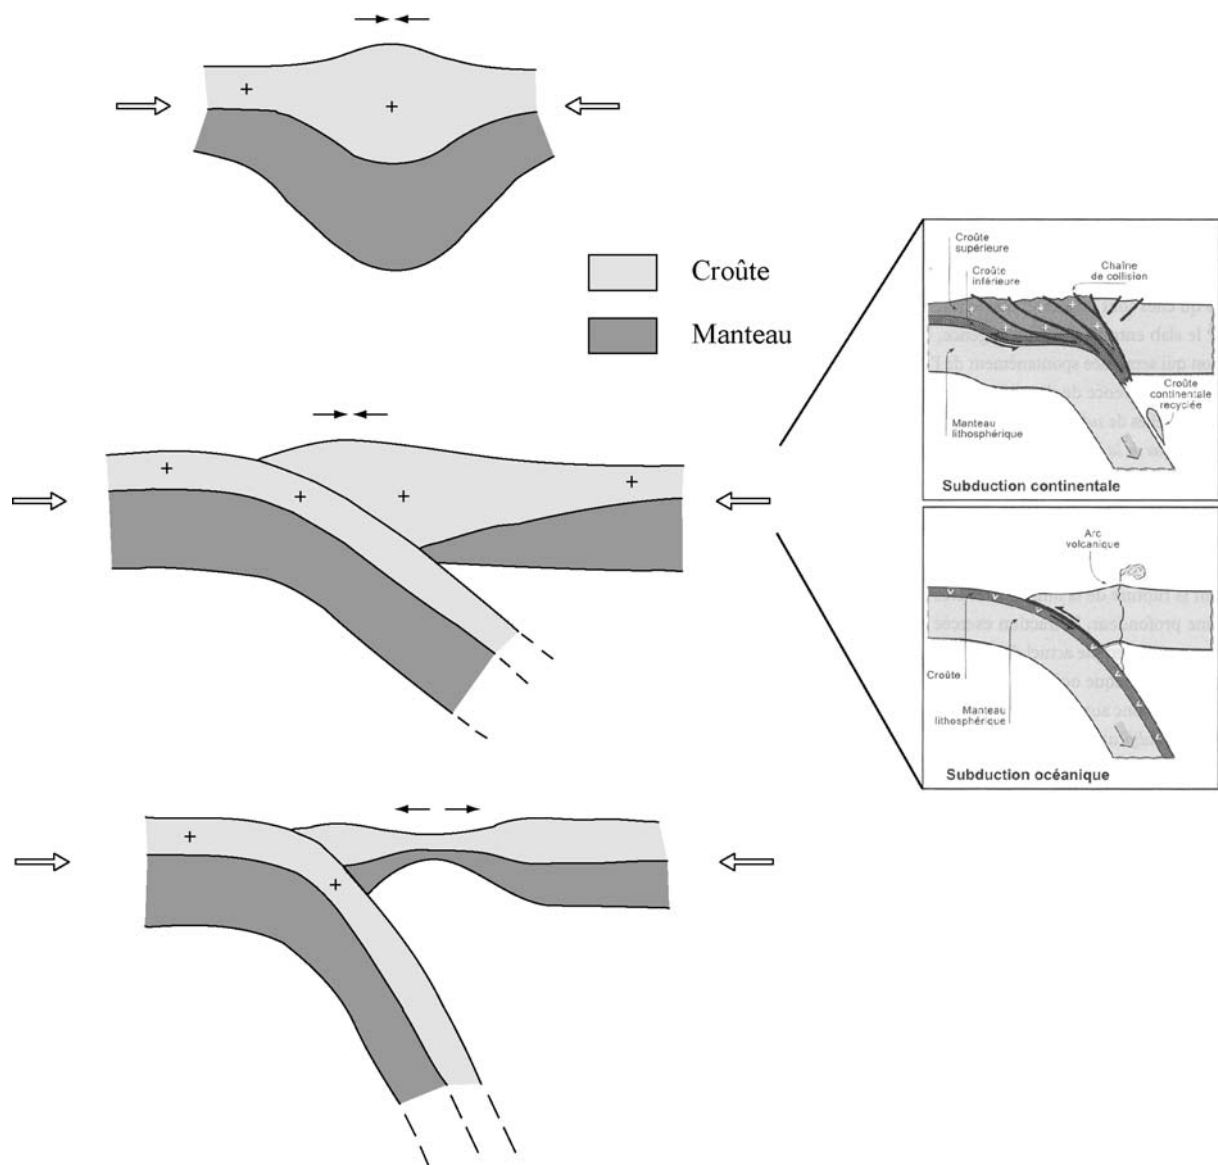 Croûte
Manteau
Croûte
supérieure
Croûte
inférieure
Chaîne
de collision
Manteau
lithosphérique
Croûte
continentale
recyclée
Subduction continentale
Arc
volcanique
Croûte
Manteau
lithosphérique
Subduction océanique